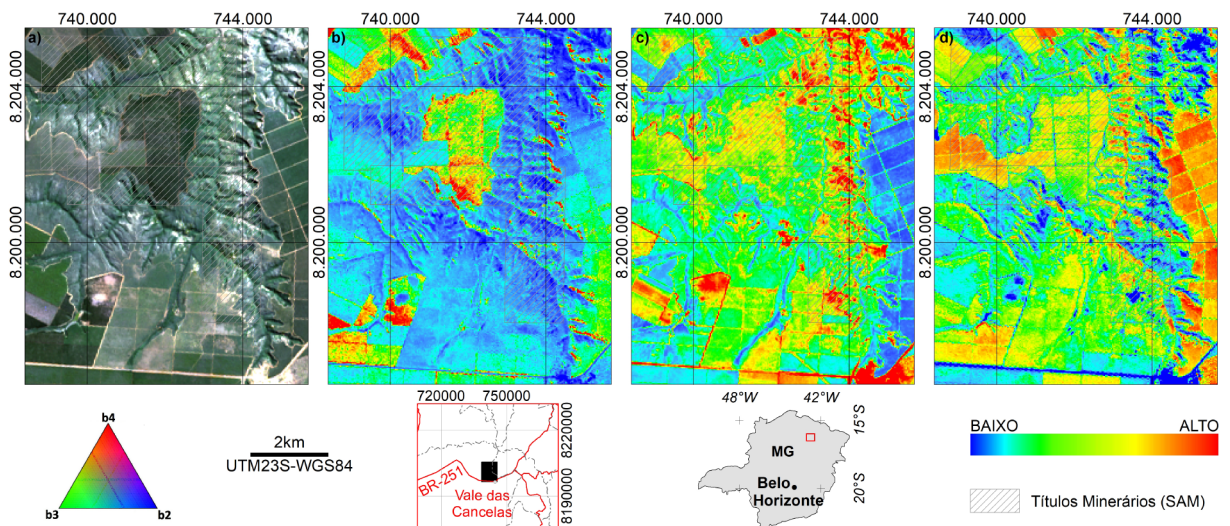 740.000 744.000 740.000 744.000 740.000 744.000 740.000 744.000
a) b) c) d)
8.204.000 8.204.000 8.204.000 8.204.000
8.200.000 8.200.000 8.200.000 8.200.000
b4
b3 b2
2km
UTM23S-WGS84
720000 750000
8220000
8190000
BR-251
Vale das
Cancelas
48°W 42°W
15°S
20°S
MG
Belo
Horizonte
BAIXO ALTO
Títulos Minerários (SAM)